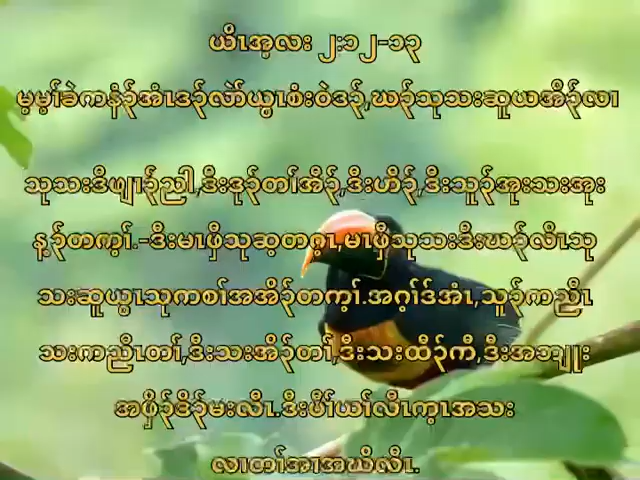 ယိၤအ့လး ၂:၁၂-၁၃
မ့မ့ၢ်ခဲကနံၣ်အံၤဒၣ်လဲာ်ယွၤစံးဝဲဒၣ်,ဃၣ်သုသးဆူယအိၣ်လၢ
သုသးဒိဖျါၣ်ညါ,ဒီးဒုၣ်တၢ်အိၣ်,ဒီးဟီၣ်,ဒီးသူၣ်အုးသးအုး
န့ၣ်တက့ၢ်.-ဒီးမၤဖှီသုဆ့တဂ့ၤ,မၤဖှီသုသးဒီးဃၣ်လီၤသု
သးဆူယွၤသုကစၢ်အအိၣ်တက့ၢ်.အဂ့ၢ်ဒ်အံၤ,သူၣ်ကညီၤ
သးကညီၤတၢ်,ဒီးသးအိၣ်တၢ်,ဒီးသးထီၣ်ကီ,ဒီးအဘျုး
အဖှိၣ်ဒိၣ်မးလီၤ.ဒီးပီၢ်ယၢ်လီၤက့ၤအသး
လၢတၢ်အၢအဃိလီၤ.